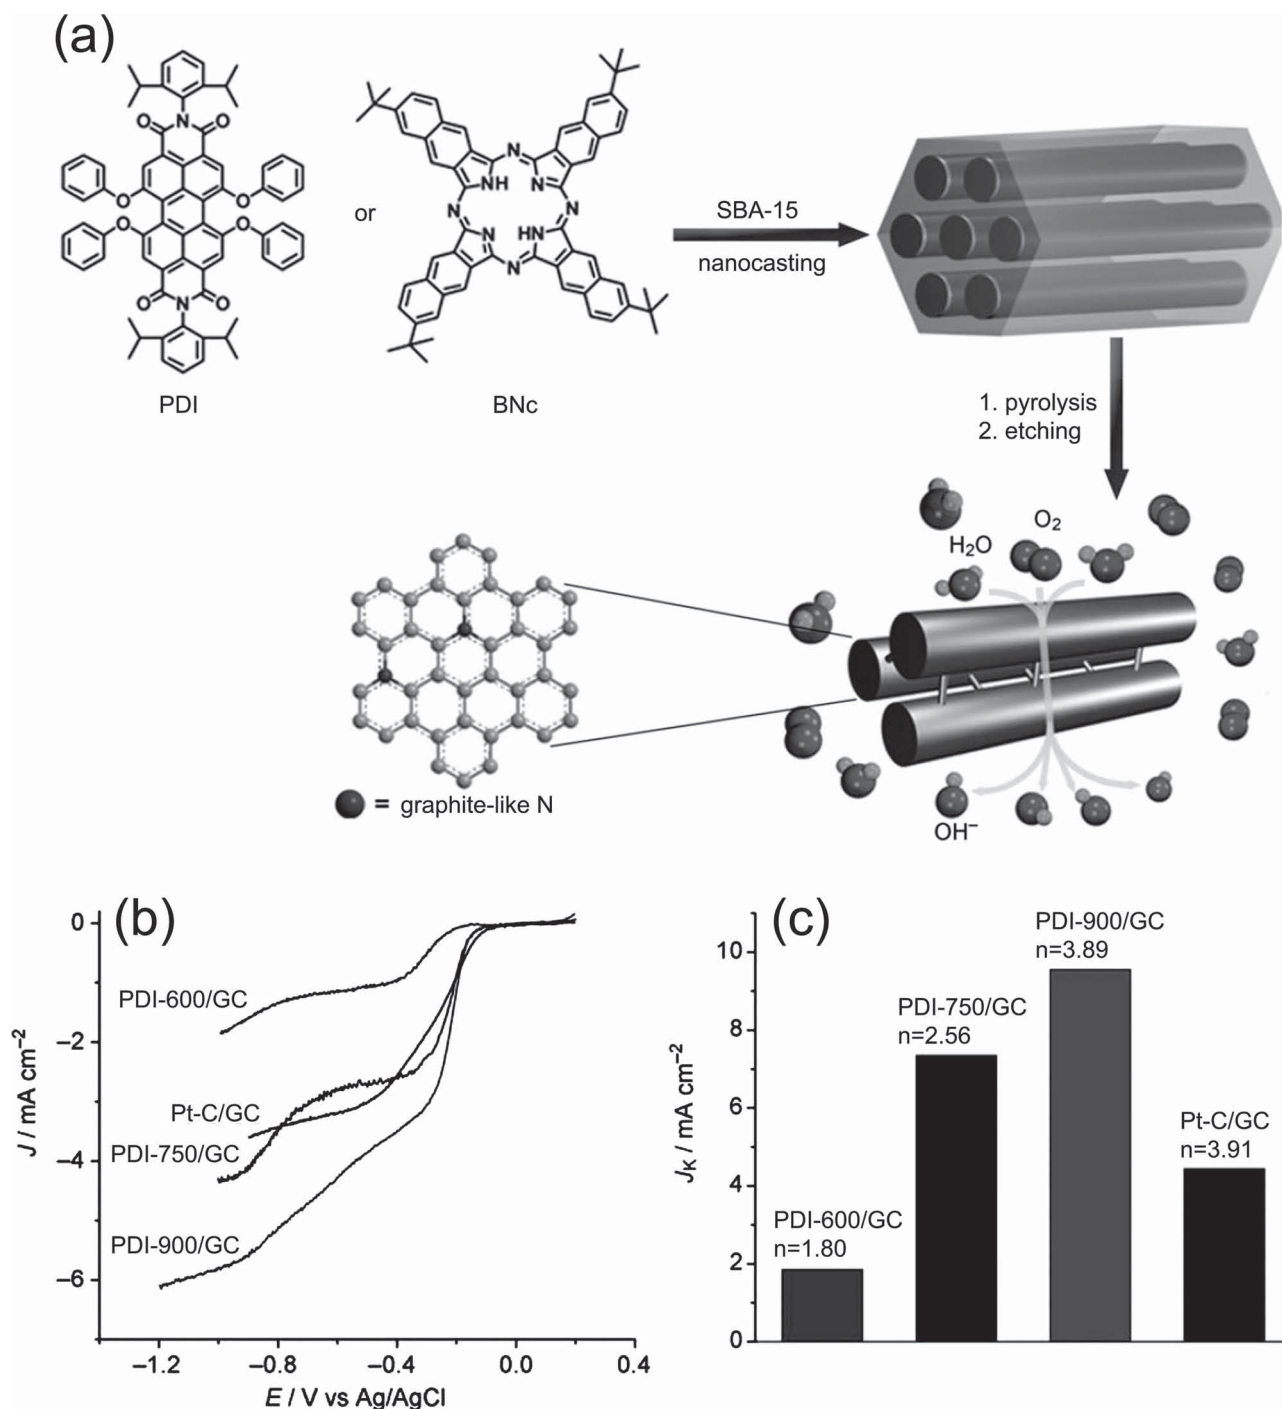 (a)
O
N
O
O
O
O
O
O
N
O
PDI
or
N
NH
N
N
N
N
HN
N
BNc
SBA-15
nanocasting
1. pyrolysis
2. etching
O₂
H₂O
OH⁻
= graphite-like N
(b)
0
−2
−4
−6
J / mA cm⁻²
PDI-600/GC
Pt-C/GC
PDI-750/GC
PDI-900/GC
−1.2
−0.8
−0.4
0.0
0.4
E / V vs Ag/AgCl
(c)
10
8
6
4
2
0
J_K / mA cm⁻²
PDI-600/GC
n=1.80
PDI-750/GC
n=2.56
PDI-900/GC
n=3.89
Pt-C/GC
n=3.91